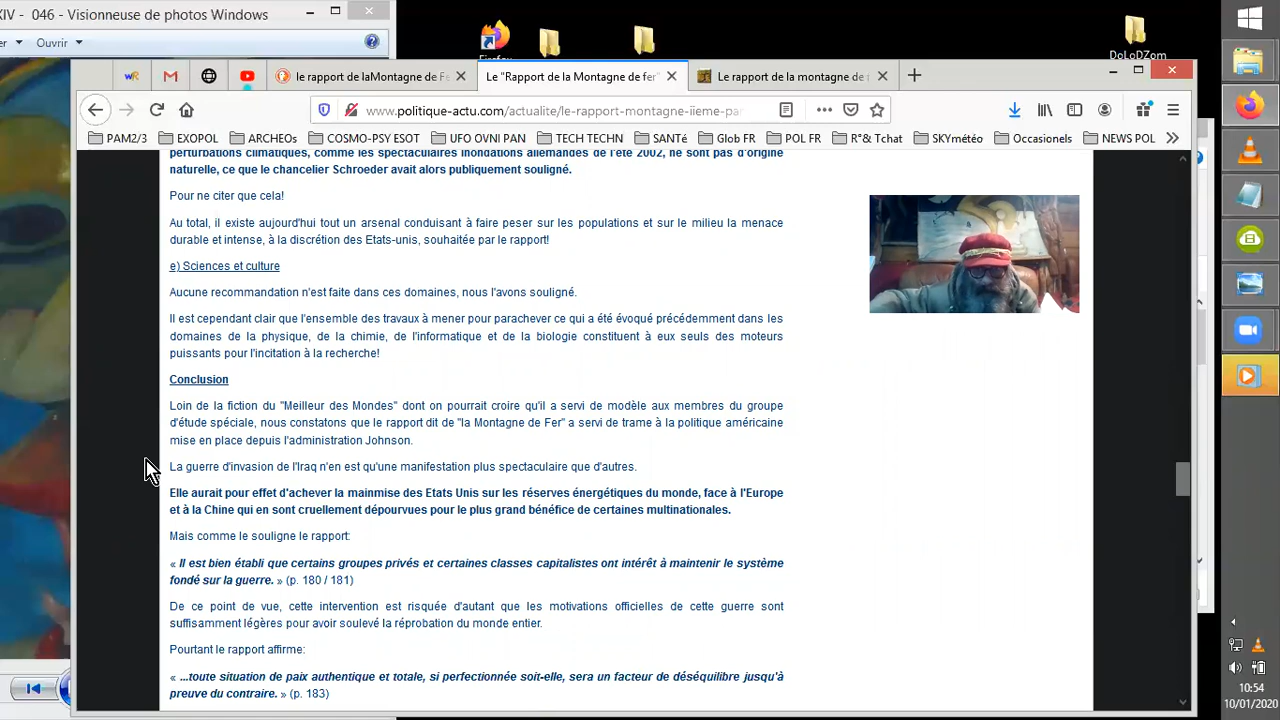 XIV - 046 - Visionneuse de photos Windows
Ouvrir
Firefox
DoLoDZom
le rapport de laMontagne de Fe
Le "Rapport de la Montagne de fer"
Le rapport de la montagne de
www.politique-actu.com/actualite/le-rapport-montagne-iieme-pa
PAM2/3 EXOPOL ARCHEOs COSMO-PSY ESOT UFO OVNI PAN TECH TECHN SANTé Glob FR POL FR R°& Tchat SKYmétéo Occasionels NEWS POL
perturbations climatiques, comme les spectaculaires inondations allemandes de l'été 2002, ne sont pas d'origine
naturelle, ce que le chancelier Schroeder avait alors publiquement souligné.
Pour ne citer que cela!
Au total, il existe aujourd'hui tout un arsenal conduisant à faire peser sur les populations et sur le milieu la menace
durable et intense, à la discrétion des Etats-unis, souhaitée par le rapport!
e) Sciences et culture
Aucune recommandation n'est faite dans ces domaines, nous l'avons souligné.
Il est cependant clair que l'ensemble des travaux à mener pour parachever ce qui a été évoqué précédemment dans les
domaines de la physique, de la chimie, de l'informatique et de la biologie constituent à eux seuls des moteurs
puissants pour l'incitation à la recherche!
Conclusion
Loin de la fiction du "Meilleur des Mondes" dont on pourrait croire qu'il a servi de modèle aux membres du groupe
d'étude spéciale, nous constatons que le rapport dit de "la Montagne de Fer" a servi de trame à la politique américaine
mise en place depuis l'administration Johnson.
La guerre d'invasion de l'Iraq n'en est qu'une manifestation plus spectaculaire que d'autres.
Elle aurait pour effet d'achever la mainmise des Etats Unis sur les réserves énergétiques du monde, face à l'Europe
et à la Chine qui en sont cruellement dépourvues pour le plus grand bénéfice de certaines multinationales.
Mais comme le souligne le rapport:
« Il est bien établi que certains groupes privés et certaines classes capitalistes ont intérêt à maintenir le système
fondé sur la guerre. » (p. 180 / 181)
De ce point de vue, cette intervention est risquée d'autant que les motivations officielles de cette guerre sont
suffisamment légères pour avoir soulevé la réprobation du monde entier.
Pourtant le rapport affirme:
« ...toute situation de paix authentique et totale, si perfectionnée soit-elle, sera un facteur de déséquilibre jusqu'à
preuve du contraire. » (p. 183)
10:54
10/01/2020